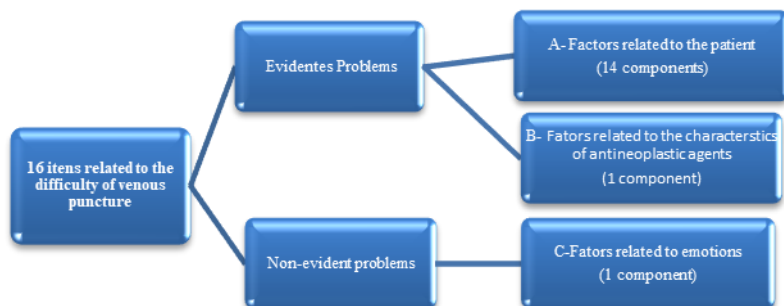 Evidentes Problems
A- Factors related to the patient
(14 components)
B- Fators related to the characterstics
of antineoplastic agents
(1 component)
16 itens related to the
difficulty of venous
puncture
Non-evident problems
C-Fators related to emotions
(1 component)